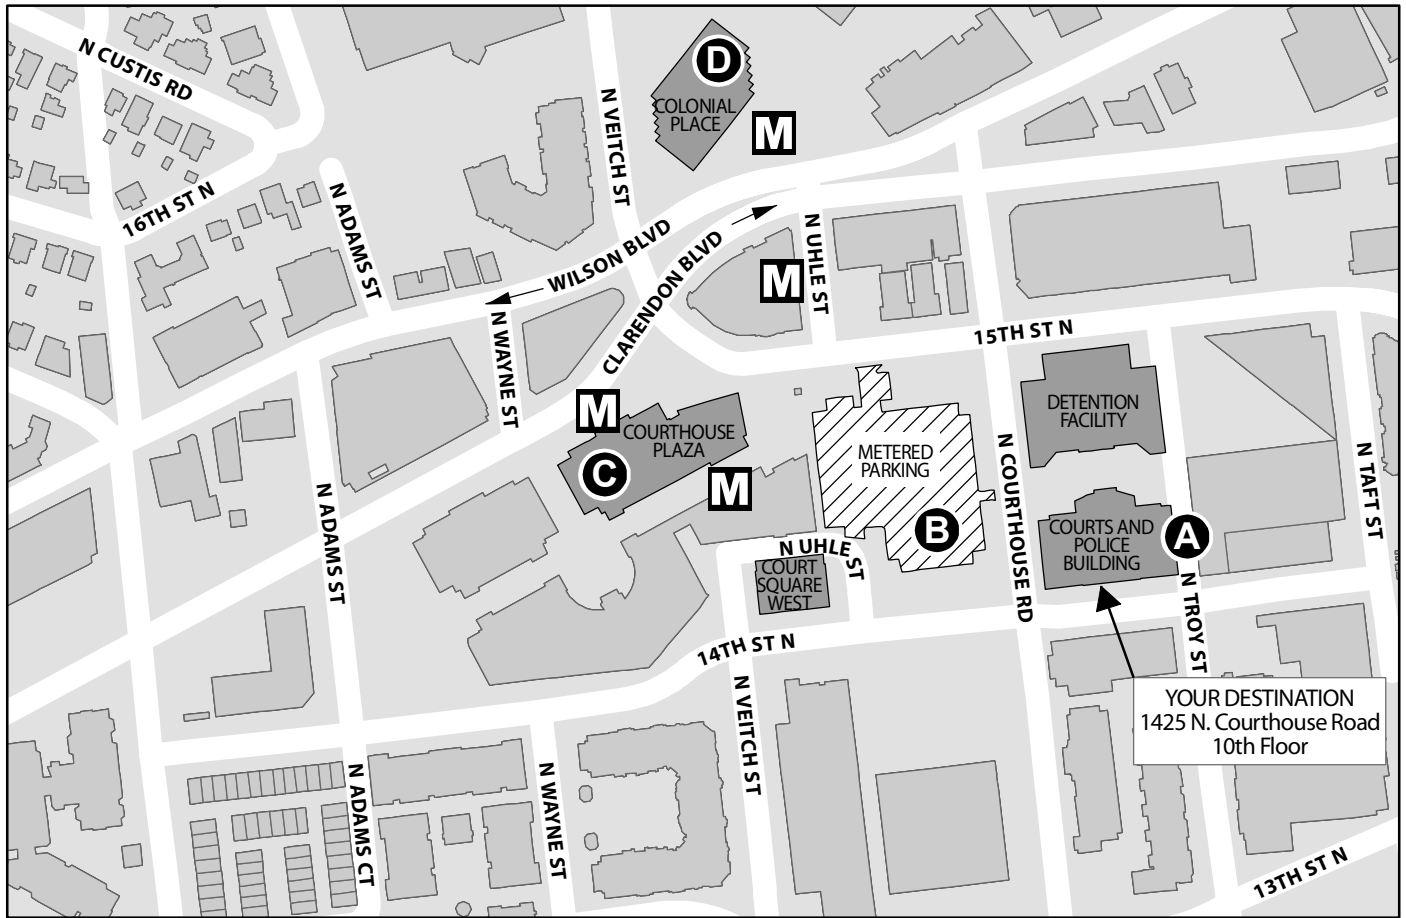 N CUSTIS RD
D
COLONIAL
PLACE
M
N VEITCH ST
16TH ST N
N ADAMS ST
WILSON BLVD
CLARENDON BLVD
N UHLE ST
M
N WAYNE ST
15TH ST N
M
COURTHOUSE
PLAZA
C
M
METERED
PARKING
B
DETENTION
FACILITY
N COURTHOUSE RD
N TAFT ST
COURTS AND
POLICE
BUILDING
A
N ADAMS ST
N UHLE ST
COURT
SQUARE
WEST
14TH ST N
N TROY ST
N VEITCH ST
YOUR DESTINATION
1425 N. Courthouse Road
10th Floor
N ADAMS CT
N WAYNE ST
13TH ST N